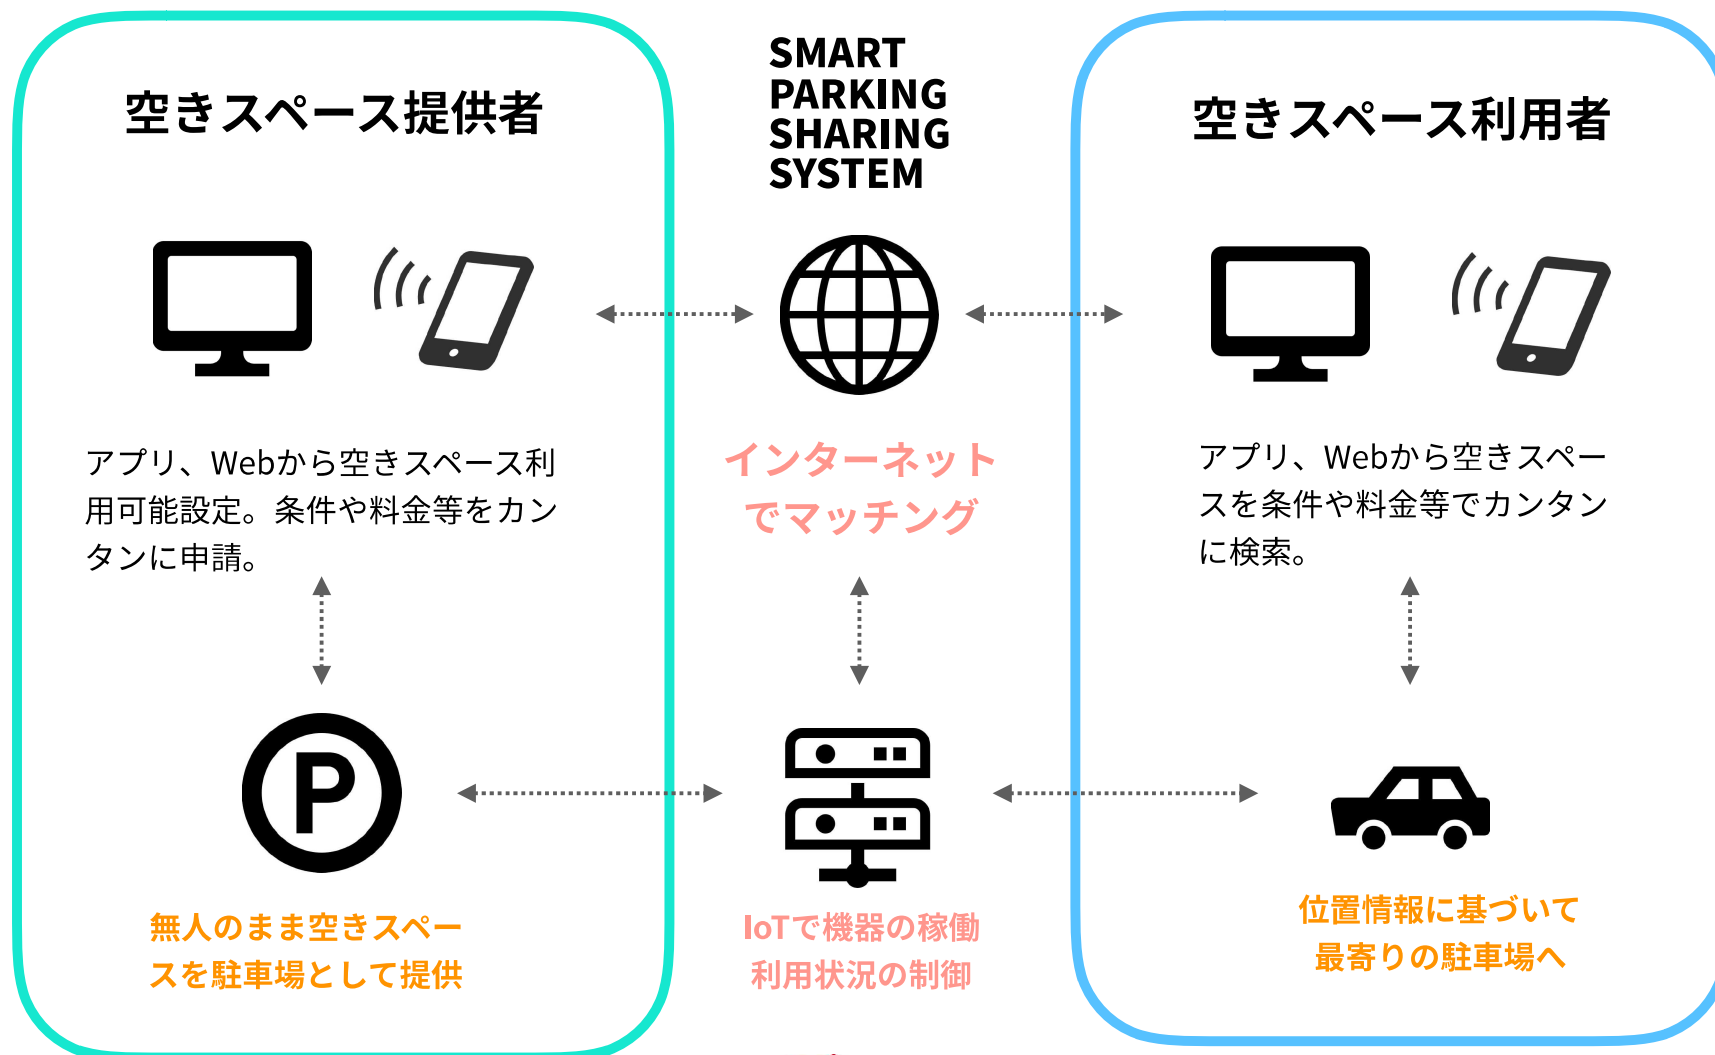 空きスペース提供者
SMART
PARKING
SHARING
SYSTEM
空きスペース利用者
アプリ、Webから空きスペース利
用可能設定。条件や料金等をカン
タンに申請。
インターネット
でマッチング
アプリ、Webから空きスペー
スを条件や料金等でカンタン
に検索。
P
無人のまま空きスペー
スを駐車場として提供
IoTで機器の稼働
利用状況の制御
位置情報に基づいて
最寄りの駐車場へ